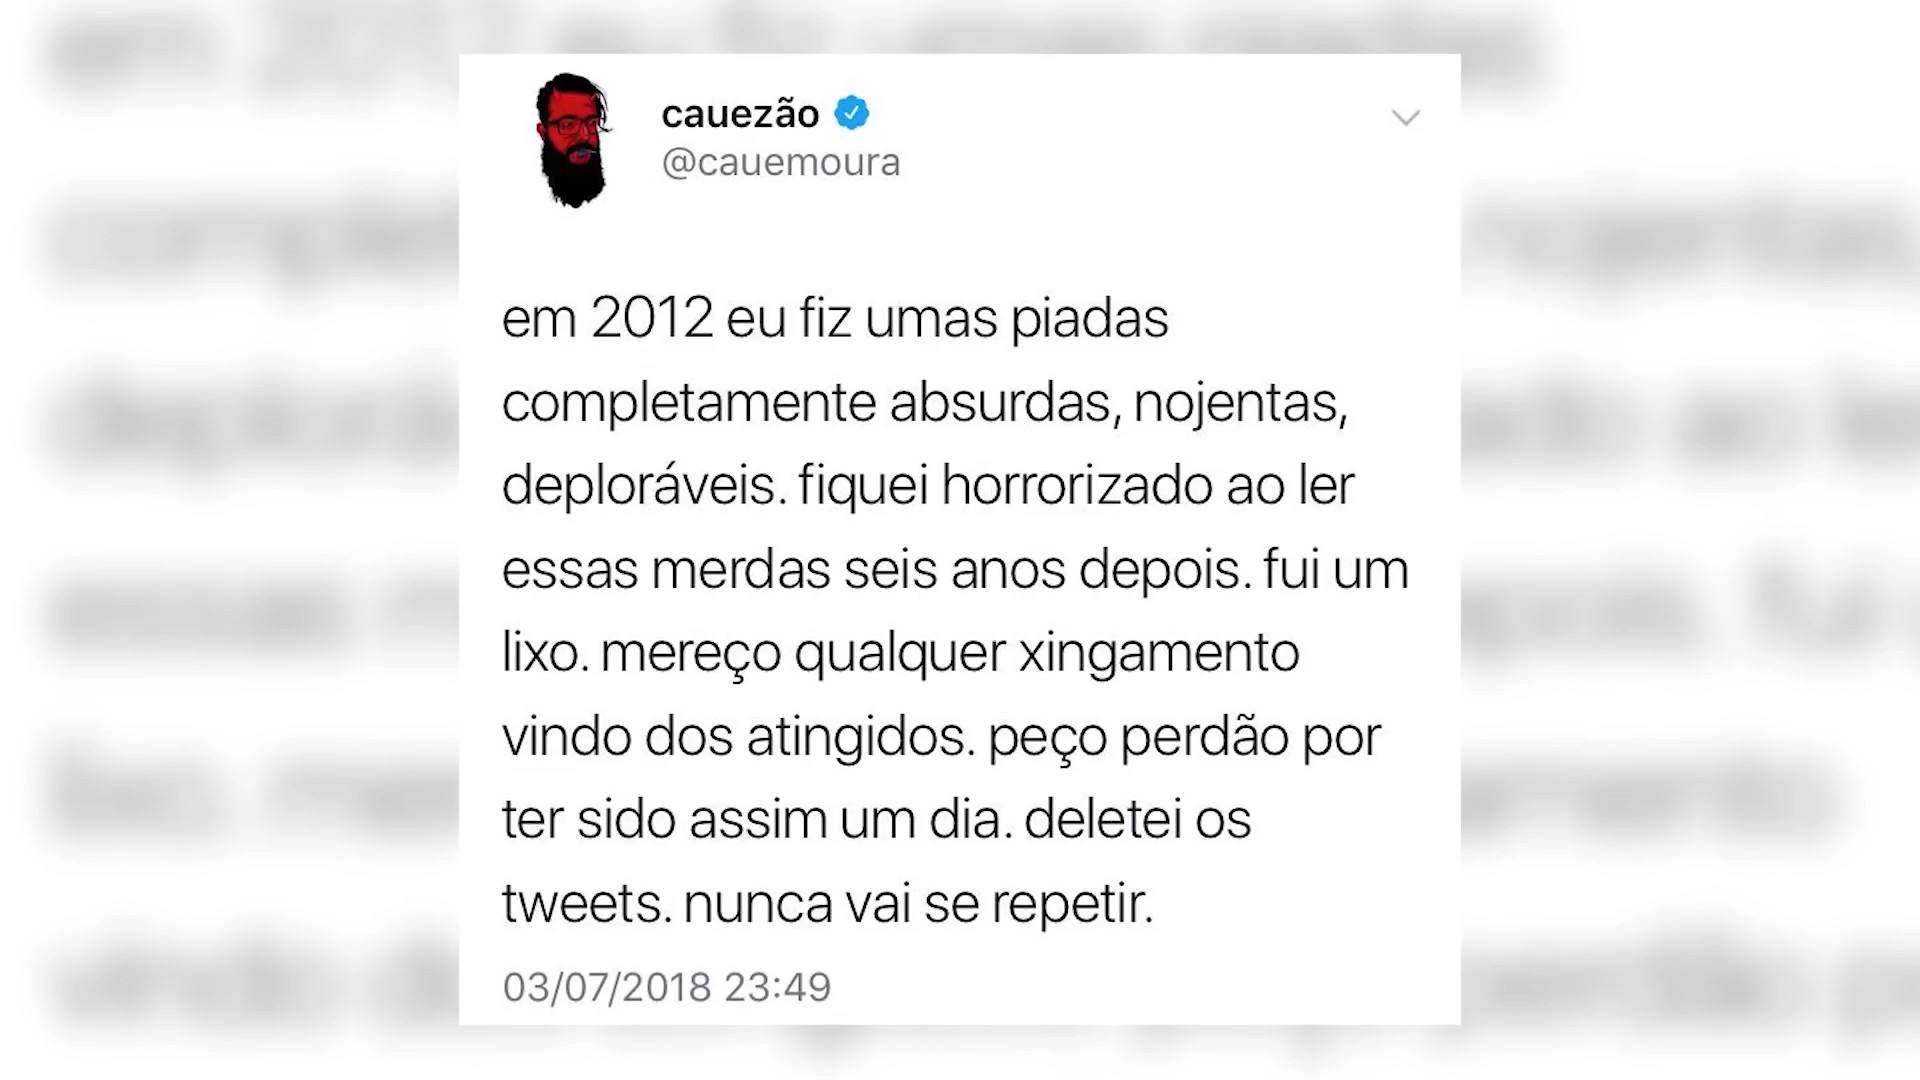 cauezão
@cauemoura
em 2012 eu fiz umas piadas
completamente absurdas, nojentas,
deploráveis. fiquei horrorizado ao ler
essas merdas seis anos depois. fui um
lixo. mereço qualquer xingamento
vindo dos atingidos. peço perdão por
ter sido assim um dia. deletei os
tweets. nunca vai se repetir.
03/07/2018 23:49